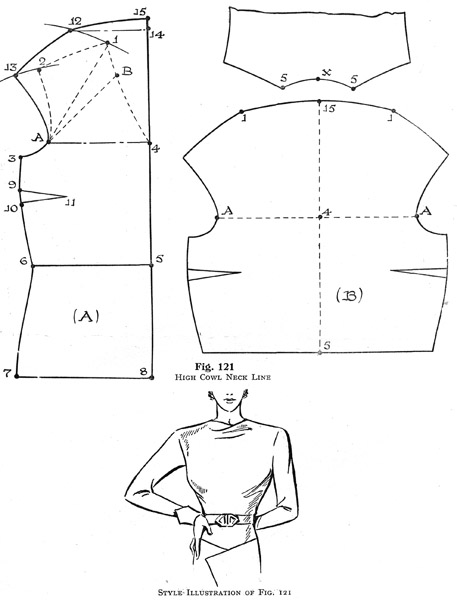 15
12
14
1
13
2
B
A
4
3
9
10
11
6
5
(A)
7
8
X
5
5
1
15
1
A
4
A
(B)
5
Fig. 121
HIGH COWL NECK LINE
STYLE ILLUSTRATION OF FIG. 121